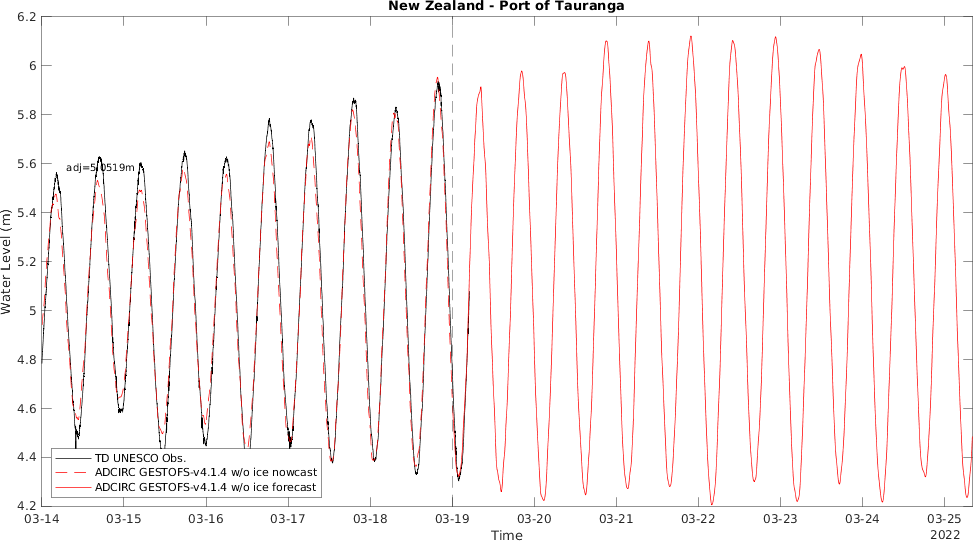 New Zealand - Port of Tauranga
6.2
6
5.8
5.6
5.4
5.2
5
4.8
4.6
4.4
4.2
Water Level (m)
adj=5.0519m
TD UNESCO Obs.
ADCIRC GESTOFS-v4.1.4 w/o ice nowcast
ADCIRC GESTOFS-v4.1.4 w/o ice forecast
03-14 03-15 03-16 03-17 03-18 03-19 03-20 03-21 03-22 03-23 03-24 03-25
Time
2022